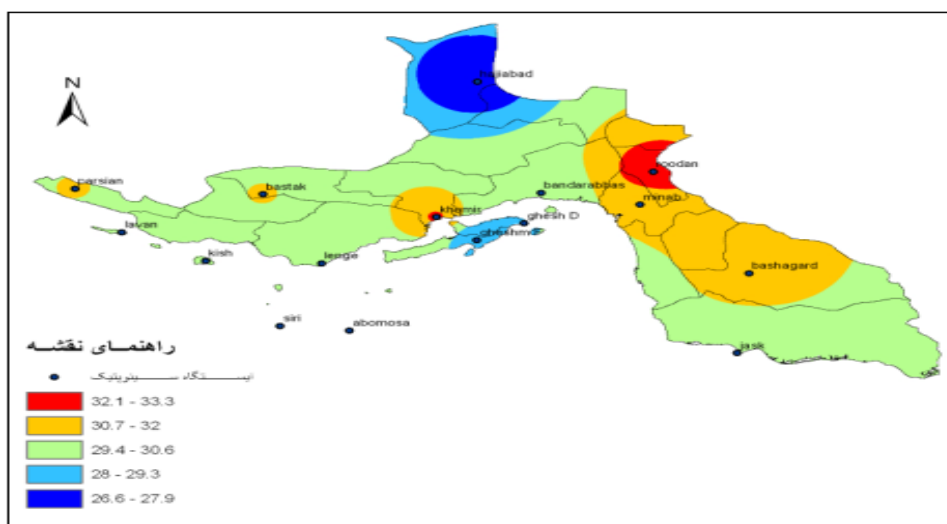 N
hajiabad
roodan
parsian
bastak
bandarabbas
minab
khamir
ghesh D
lavan
gheshm
kish
lenge
bashagard
siri
abomosa
jask
راهنمای نقشه
ایستگاه سینوپتیک
32.1 - 33.3
30.7 - 32
29.4 - 30.6
28 - 29.3
26.6 - 27.9